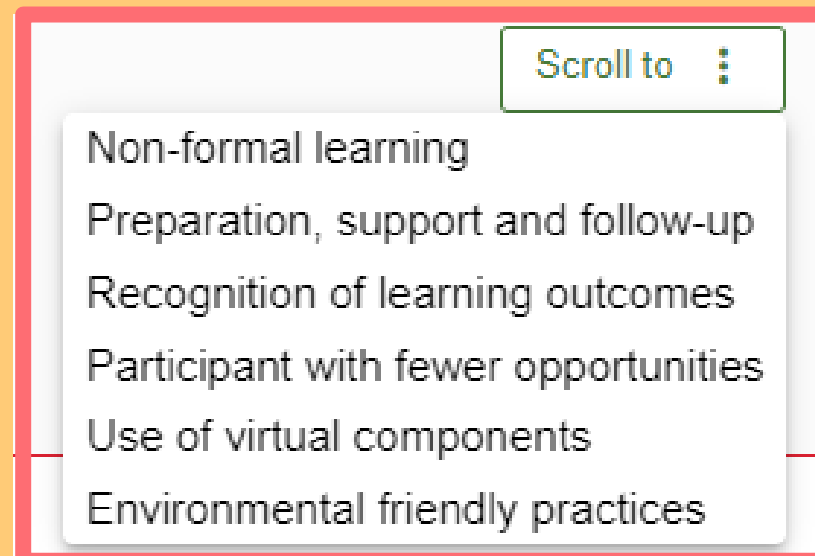 Scroll to
Non-formal learning
Preparation, support and follow-up
Recognition of learning outcomes
Participant with fewer opportunities
Use of virtual components
Environmental friendly practices